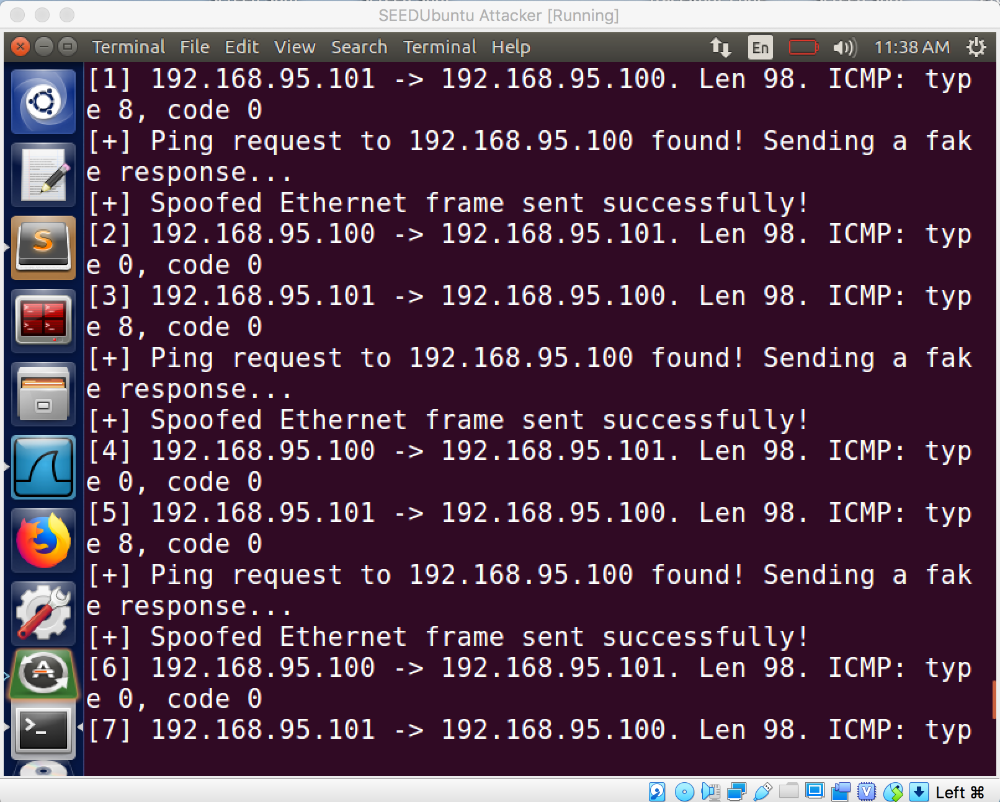 SEEDUbuntu Attacker [Running]
Terminal File Edit View Search Terminal Help En 11:38 AM
[1] 192.168.95.101 -> 192.168.95.100. Len 98. ICMP: typ
e 8, code 0
[+] Ping request to 192.168.95.100 found! Sending a fak
e response...
[+] Spoofed Ethernet frame sent successfully!
[2] 192.168.95.100 -> 192.168.95.101. Len 98. ICMP: typ
e 0, code 0
[3] 192.168.95.101 -> 192.168.95.100. Len 98. ICMP: typ
e 8, code 0
[+] Ping request to 192.168.95.100 found! Sending a fak
e response...
[+] Spoofed Ethernet frame sent successfully!
[4] 192.168.95.100 -> 192.168.95.101. Len 98. ICMP: typ
e 0, code 0
[5] 192.168.95.101 -> 192.168.95.100. Len 98. ICMP: typ
e 8, code 0
[+] Ping request to 192.168.95.100 found! Sending a fak
e response...
[+] Spoofed Ethernet frame sent successfully!
[6] 192.168.95.100 -> 192.168.95.101. Len 98. ICMP: typ
e 0, code 0
[7] 192.168.95.101 -> 192.168.95.100. Len 98. ICMP: typ
Left ⌘